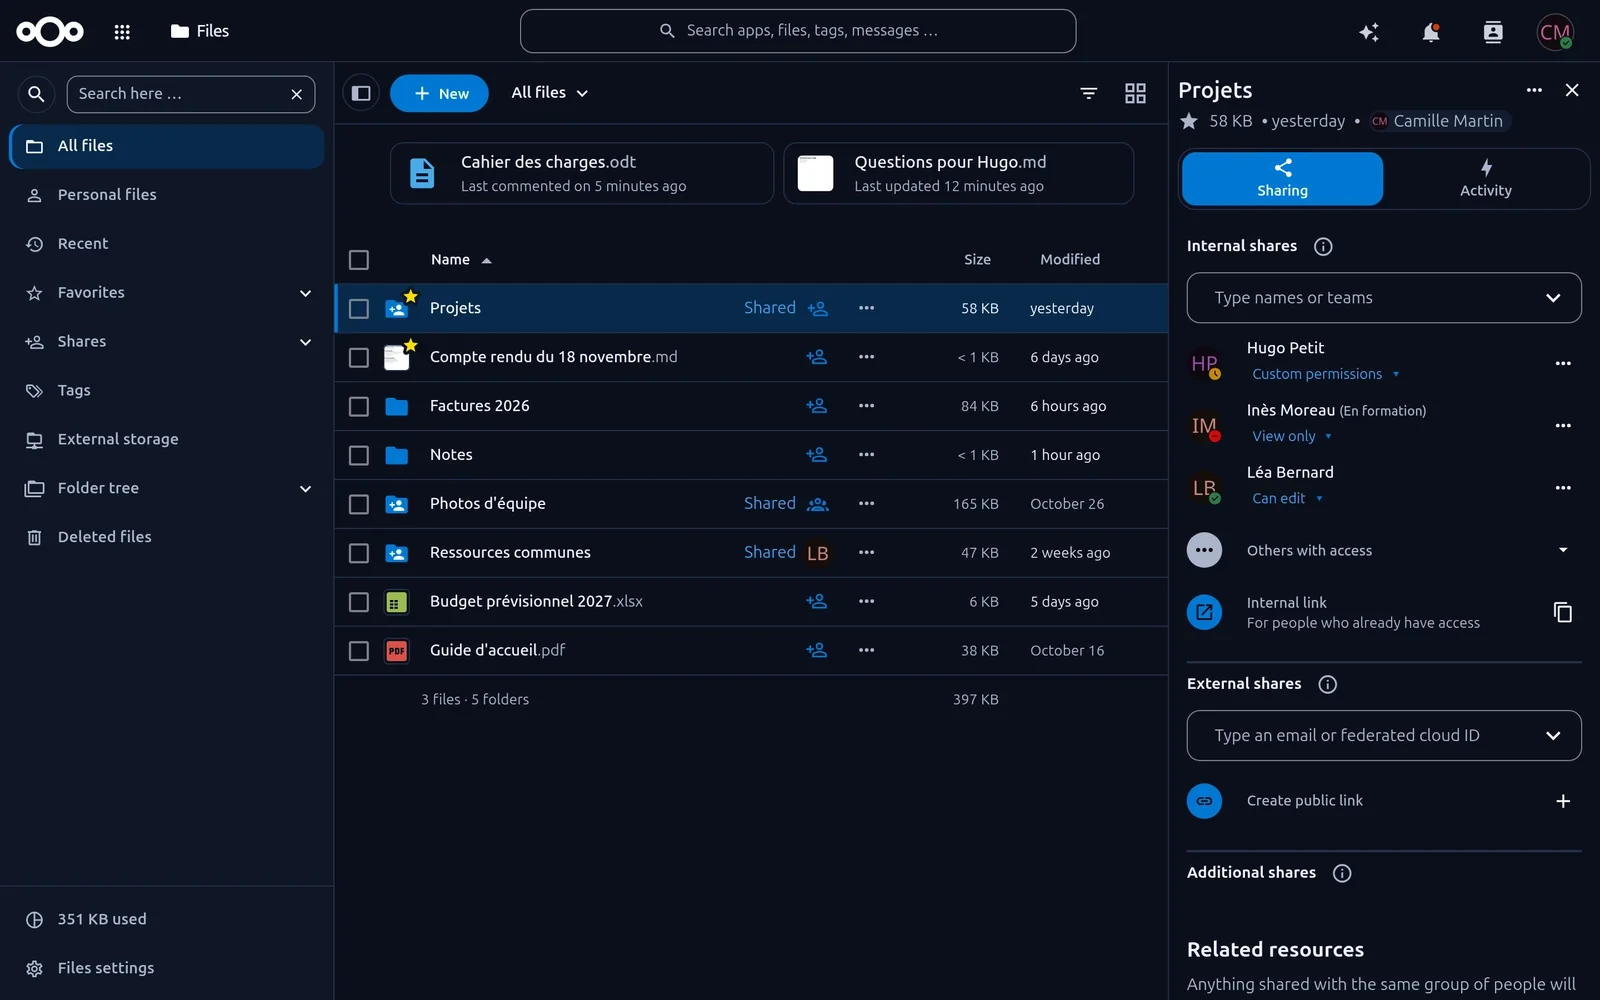 Files
Search apps, files, tags, messages ...
CM
Search here ...
All files
Personal files
Recent
Favorites
Shares
Tags
External storage
Folder tree
Deleted files
351 KB used
Files settings
New
All files
Cahier des charges.odt
Last commented on 5 minutes ago
Questions pour Hugo.md
Last updated 12 minutes ago
Name Size Modified
Projets Shared 58 KB yesterday
Compte rendu du 18 novembre.md < 1 KB 6 days ago
Factures 2026 84 KB 6 hours ago
Notes < 1 KB 1 hour ago
Photos d'équipe Shared 165 KB October 26
Ressources communes Shared LB 47 KB 2 weeks ago
Budget prévisionnel 2027.xlsx 6 KB 5 days ago
PDF Guide d'accueil.pdf 38 KB October 16
3 files · 5 folders 397 KB
Projets
58 KB • yesterday • CM Camille Martin
Sharing
Activity
Internal shares
Type names or teams
HP Hugo Petit
Custom permissions
IM Inès Moreau (En formation)
View only
LB Léa Bernard
Can edit
Others with access
Internal link
For people who already have access
External shares
Type an email or federated cloud ID
Create public link
Additional shares
Related resources
Anything shared with the same group of people will